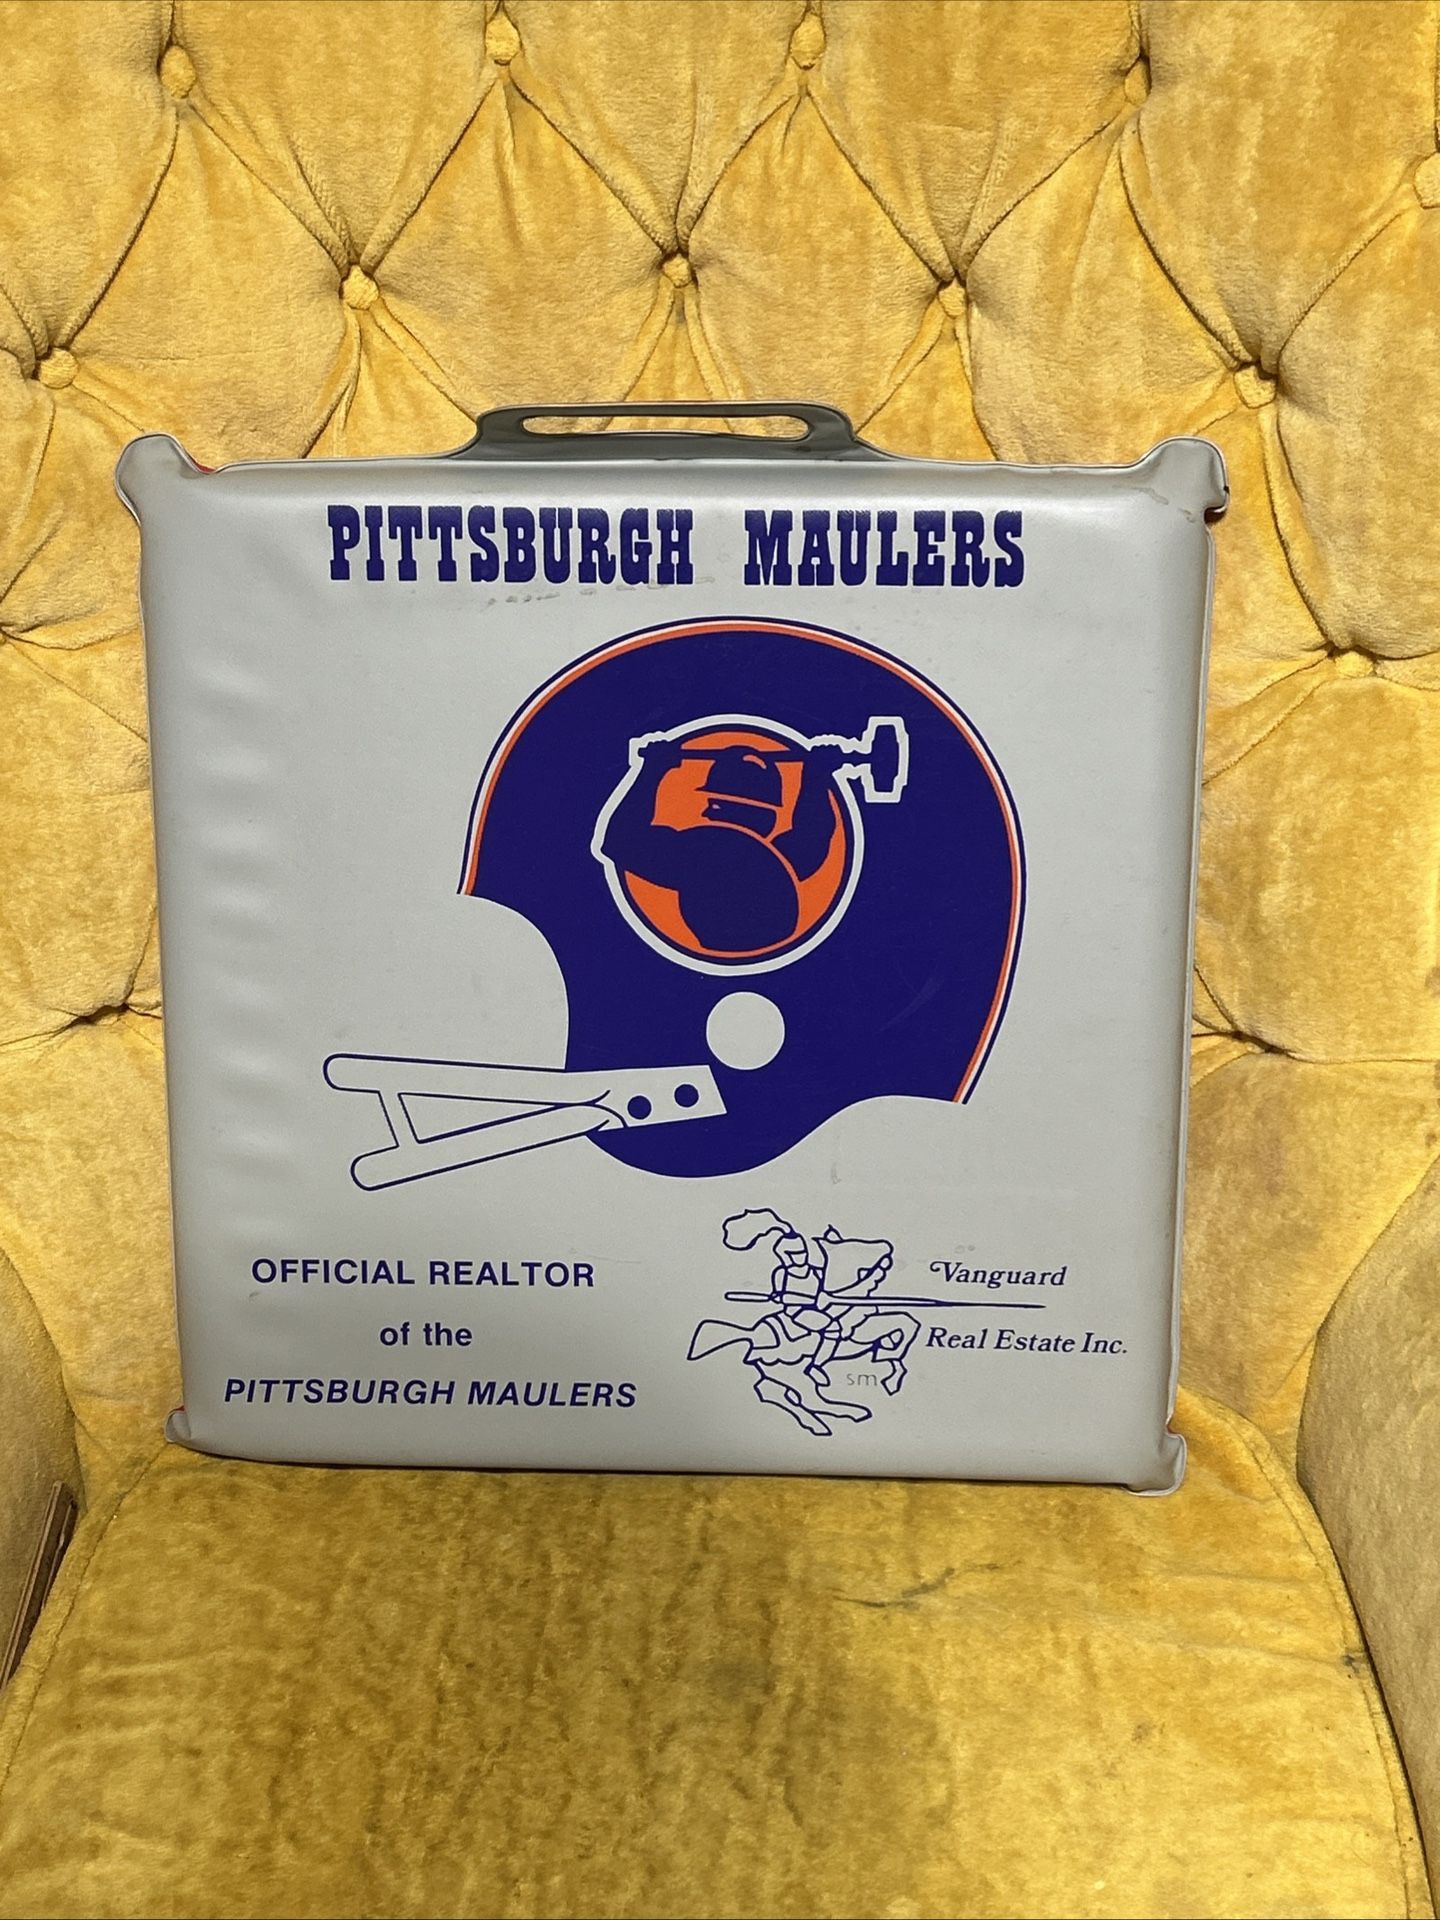 PITTSBURGH MAULERS
OFFICIAL REALTOR
of the
PITTSBURGH MAULERS
Vanguard
Real Estate Inc.
sm